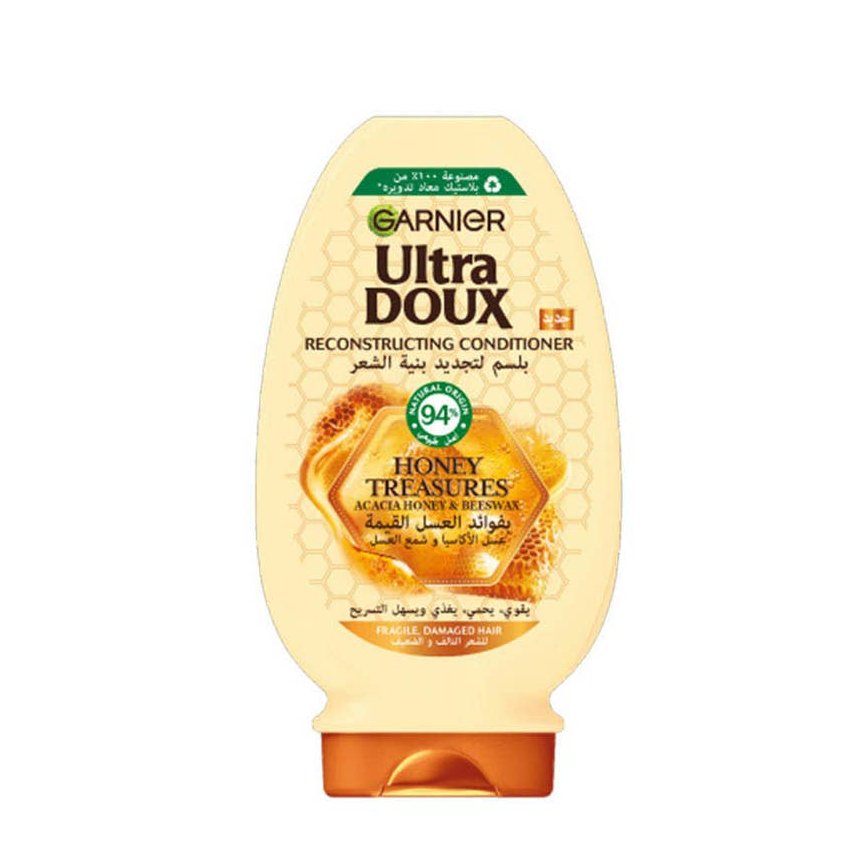 مصنوعة ١٠٠٪ من
بلاستيك معاد تدويره*
GARNIER
Ultra
DOUX
جديد
RECONSTRUCTING CONDITIONER
بلسم لتجديد بنية الشعر
NATURAL ORIGIN
94%
أصل طبيعي
HONEY
TREASURES
ACACIA HONEY & BEESWAX
بفوائد العسل القيمة
عسل الأكاسيا و شمع العسل
يقوي، يحمي، يغذي ويسهل التسريح
FRAGILE, DAMAGED HAIR
للشعر التالف و الضعيف